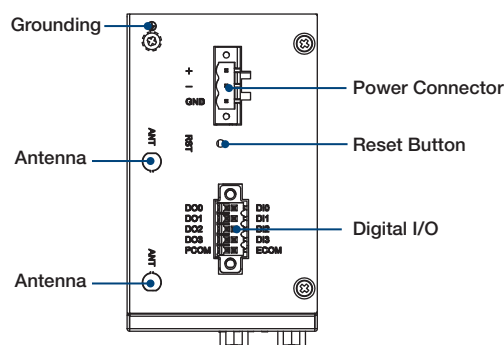 Grounding
+
−
GND
Power Connector
ANT
RST
Reset Button
Antenna
DO0 DI0
DO1 DI1
DO2 DI2
DO3 DI3
PCOM ECOM
Digital I/O
ANT
Antenna